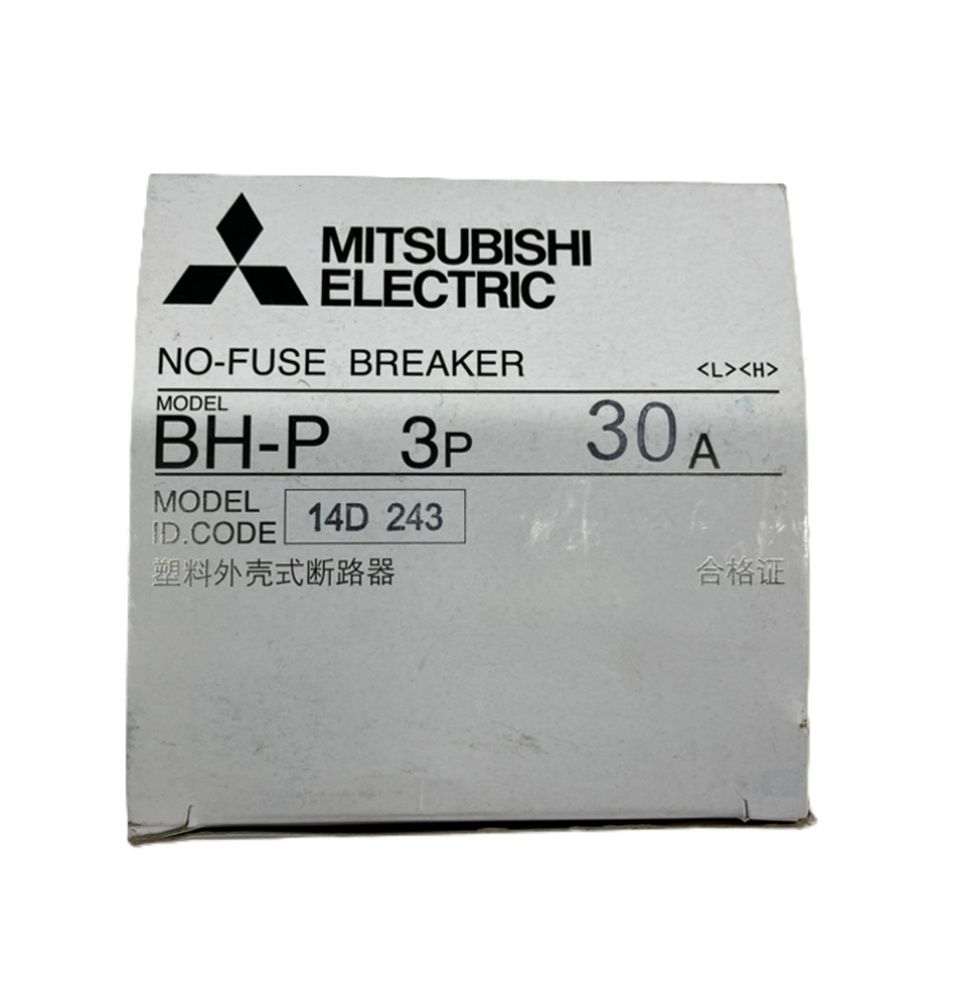 MITSUBISHI
ELECTRIC
NO-FUSE BREAKER <L><H>
MODEL
BH-P 3P 30 A
MODEL
ID.CODE 14D 243
塑料外壳式断路器 合格证